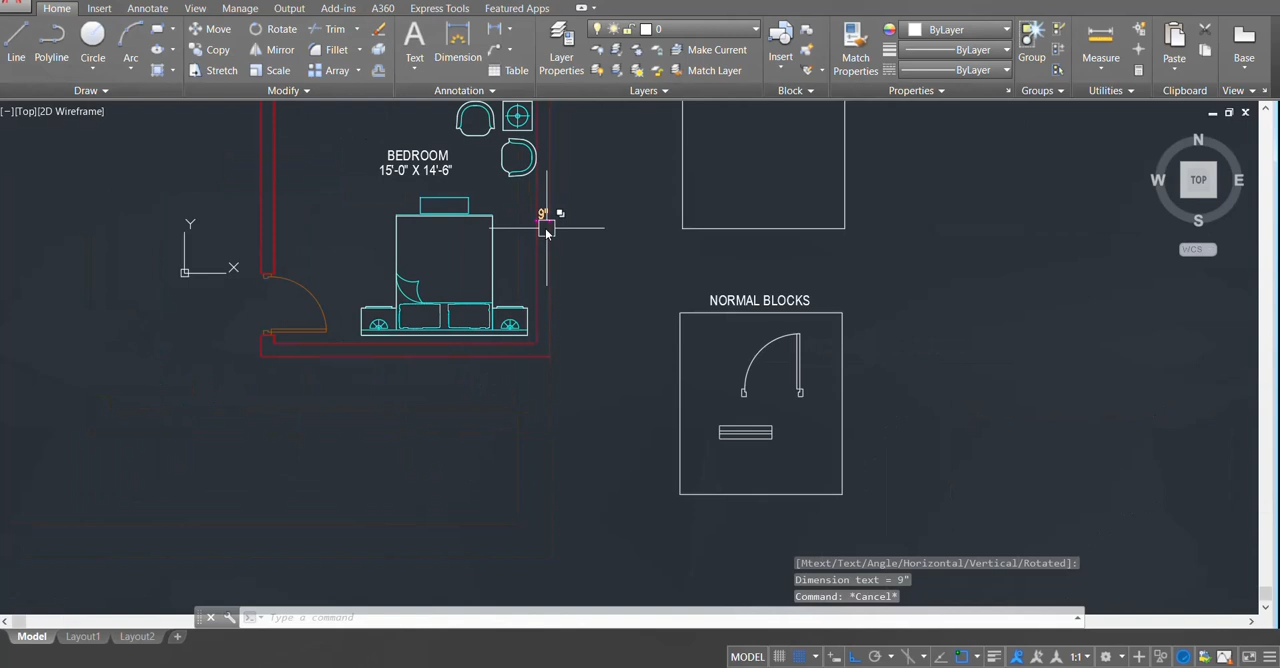 Home Insert Annotate View Manage Output Add-ins A360 Express Tools Featured Apps
Line
Polyline
Circle
Arc
Draw
Move
Rotate
Trim
Copy
Mirror
Fillet
Stretch
Scale
Array
Modify
Text
Dimension
Table
Annotation
Layer
Properties
0
Make Current
Match Layer
Layers
Insert
Block
Match
Properties
ByLayer
ByLayer
ByLayer
Properties
Group
Groups
Measure
Utilities
Paste
Clipboard
Base
View
[−][Top][2D Wireframe]
BEDROOM
15'-0" X 14'-6"
9"
Y
X
N
W TOP E
S
WCS
NORMAL BLOCKS
[Mtext/Text/Angle/Horizontal/Vertical/Rotated]:
Dimension text = 9"
Command: *Cancel*
Type a command
Model Layout1 Layout2 +
MODEL 1:1